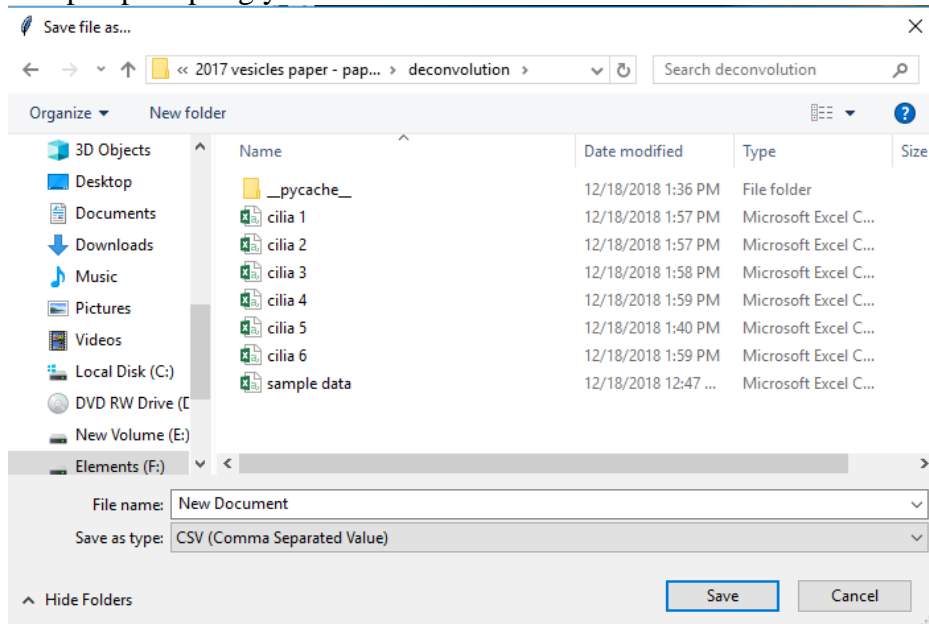 Save file as...
« 2017 vesicles paper - pap... › deconvolution ›
Search deconvolution
Organize
New folder
?
Name
Date modified
Type
Size
3D Objects
Desktop
Documents
Downloads
Music
Pictures
Videos
Local Disk (C:)
DVD RW Drive (D
New Volume (E:)
Elements (F:)
__pycache__ 12/18/2018 1:36 PM File folder
cilia 1 12/18/2018 1:57 PM Microsoft Excel C...
cilia 2 12/18/2018 1:57 PM Microsoft Excel C...
cilia 3 12/18/2018 1:58 PM Microsoft Excel C...
cilia 4 12/18/2018 1:59 PM Microsoft Excel C...
cilia 5 12/18/2018 1:40 PM Microsoft Excel C...
cilia 6 12/18/2018 1:59 PM Microsoft Excel C...
sample data 12/18/2018 12:47 ... Microsoft Excel C...
File name: New Document
Save as type: CSV (Comma Separated Value)
Hide Folders
Save
Cancel